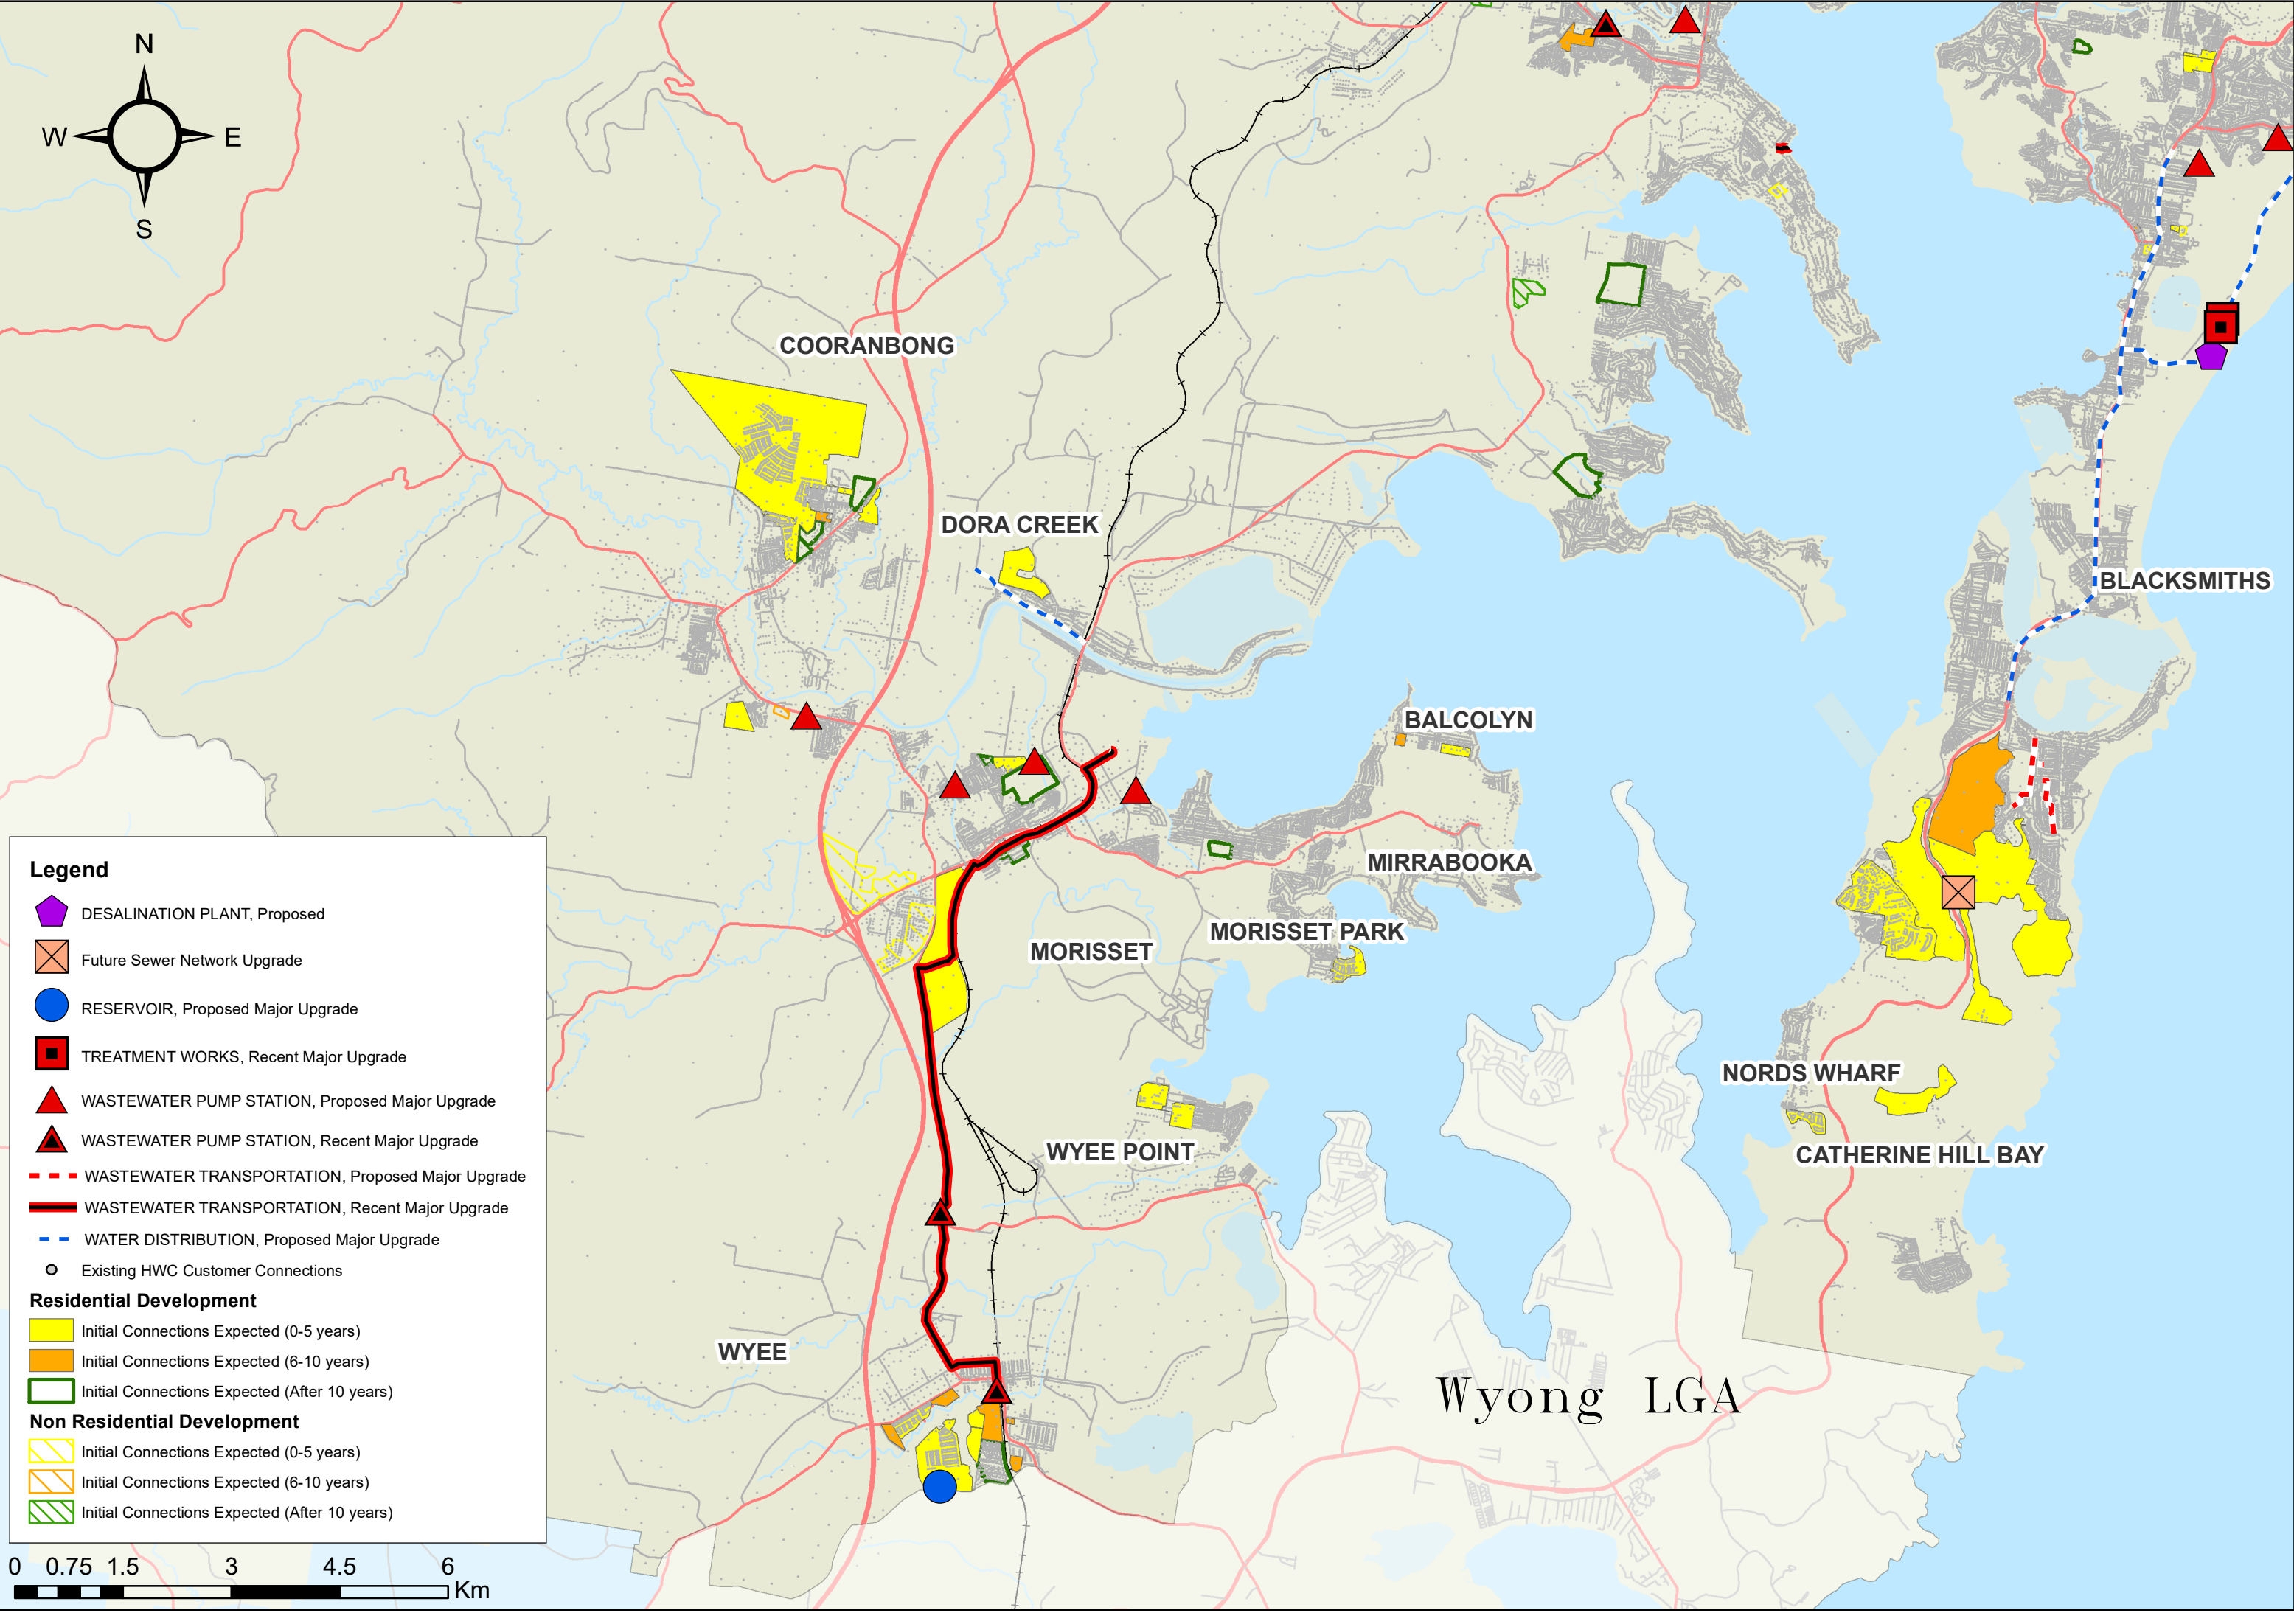 N
W
E
S
COORANBONG
DORA CREEK
BLACKSMITHS
BALCOLYN
MIRRABOOKA
MORISSET PARK
MORISSET
NORDS WHARF
WYEE POINT
CATHERINE HILL BAY
WYEE
Wyong LGA
Legend
DESALINATION PLANT, Proposed
Future Sewer Network Upgrade
RESERVOIR, Proposed Major Upgrade
TREATMENT WORKS, Recent Major Upgrade
WASTEWATER PUMP STATION, Proposed Major Upgrade
WASTEWATER PUMP STATION, Recent Major Upgrade
WASTEWATER TRANSPORTATION, Proposed Major Upgrade
WASTEWATER TRANSPORTATION, Recent Major Upgrade
WATER DISTRIBUTION, Proposed Major Upgrade
Existing HWC Customer Connections
Residential Development
Initial Connections Expected (0-5 years)
Initial Connections Expected (6-10 years)
Initial Connections Expected (After 10 years)
Non Residential Development
Initial Connections Expected (0-5 years)
Initial Connections Expected (6-10 years)
Initial Connections Expected (After 10 years)
0 0.75 1.5 3 4.5 6
Km